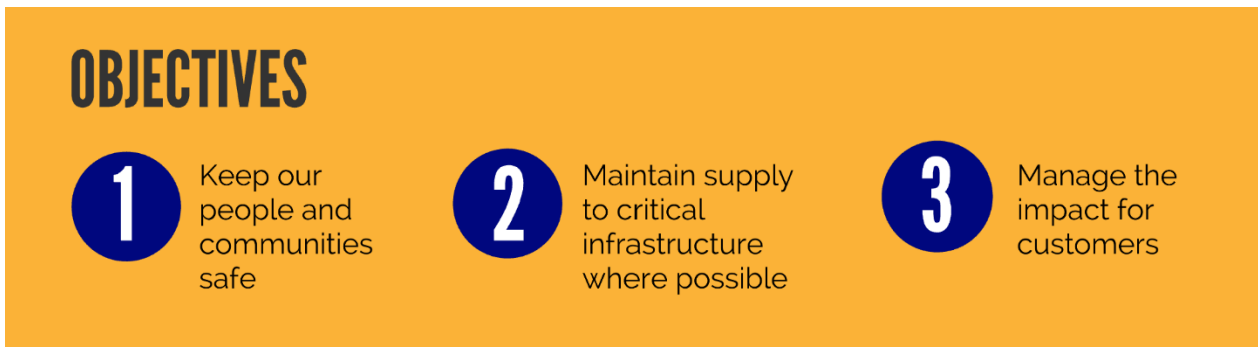 OBJECTIVES
1
Keep our
people and
communities
safe
2
Maintain supply
to critical
infrastructure
where possible
3
Manage the
impact for
customers